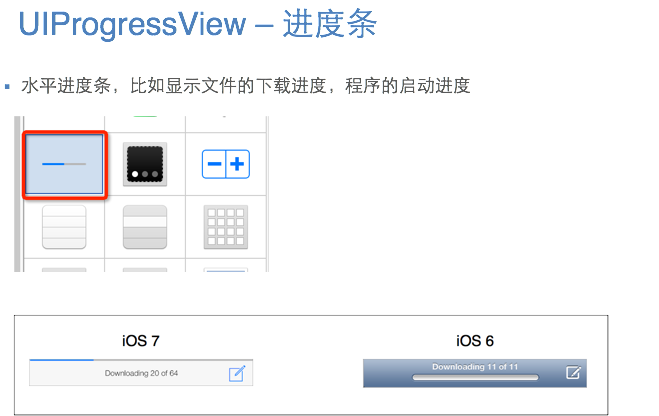 UIProgressView – 进度条
▪ 水平进度条，比如显示文件的下载进度，程序的启动进度
iOS 7
iOS 6
Downloading 20 of 64
Downloading 11 of 11